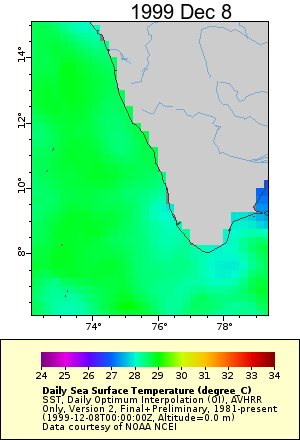 1999 Dec 8
14°
12°
10°
8°
74° 76° 78°
24 25 26 27 28 29 30 31 32 33 34
Daily Sea Surface Temperature (degree_C)
SST, Daily Optimum Interpolation (OI), AVHRR
Only, Version 2, Final+Preliminary, 1981-present
(1999-12-08T00:00:00Z, Altitude=0.0 m)
Data courtesy of NOAA NCEI